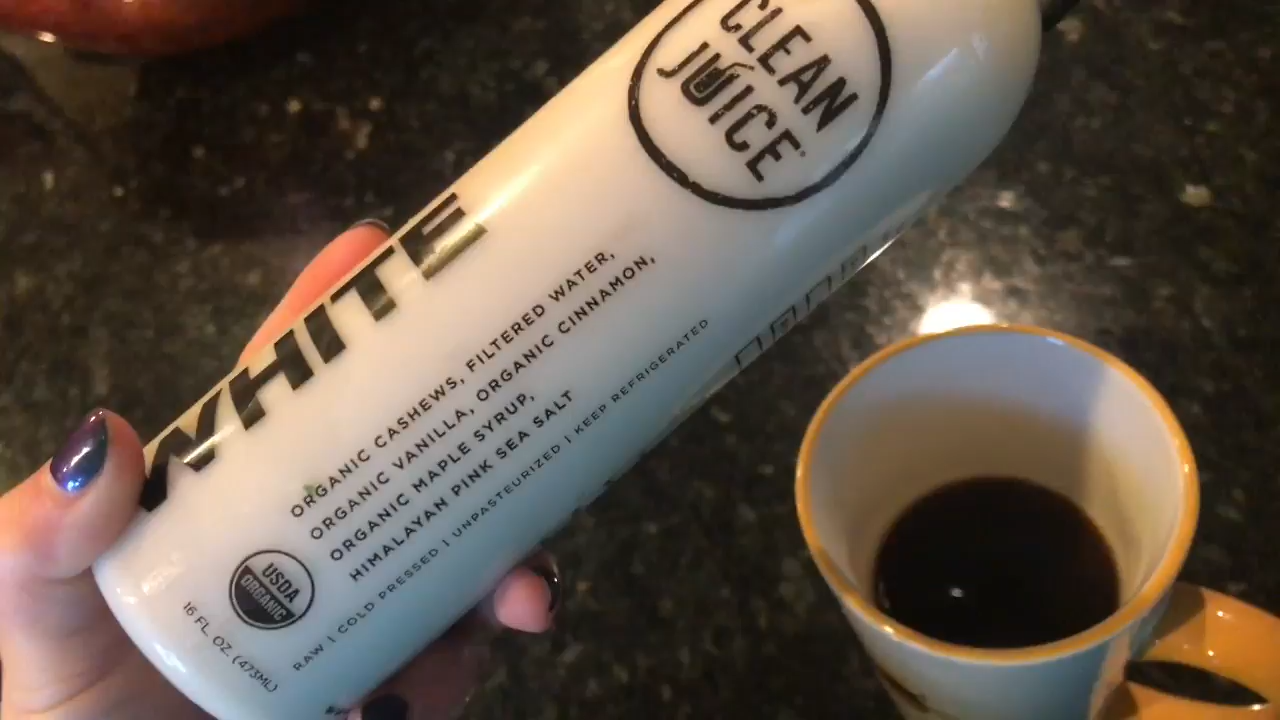 CLEAN
JUICE
WHITE
ORGANIC CASHEWS, FILTERED WATER,
ORGANIC VANILLA, ORGANIC CINNAMON,
ORGANIC MAPLE SYRUP,
HIMALAYAN PINK SEA SALT
RAW | COLD PRESSED | UNPASTEURIZED | KEEP REFRIGERATED
USDA
ORGANIC
16 FL. OZ. (473ML)